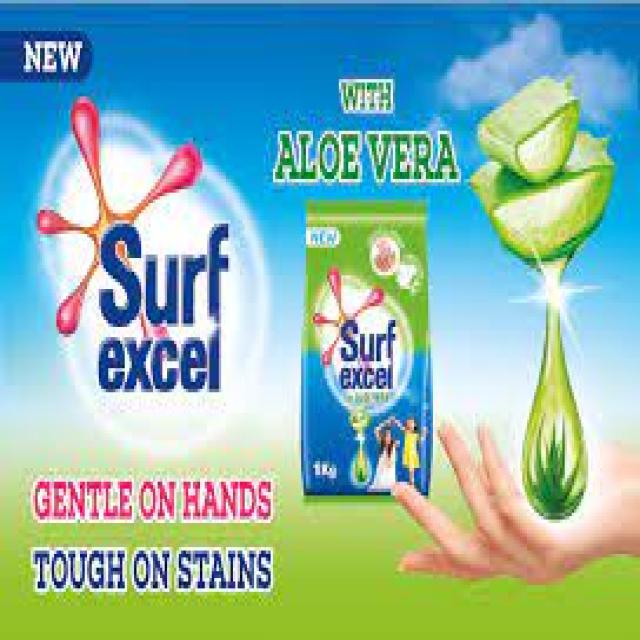 NEW
WITH
ALOE VERA
Surf
excel
NEW
Surf
excel
1Kg
GENTLE ON HANDS
TOUGH ON STAINS